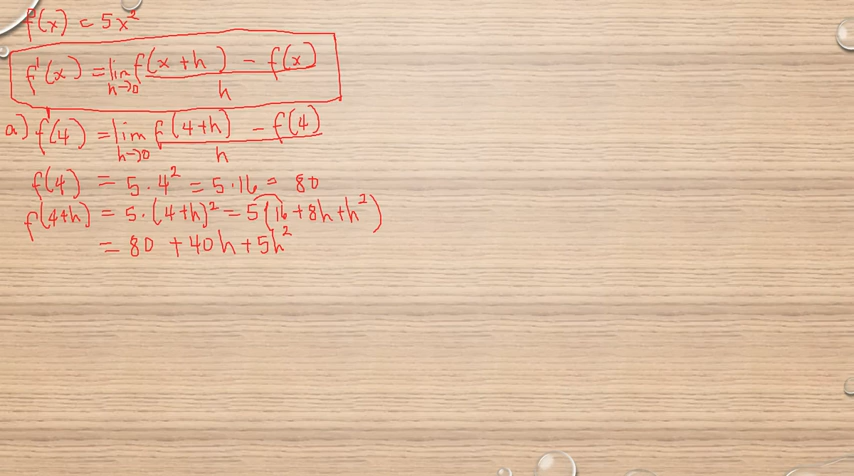 f(x) = 5x²
f'(x) = lim h→0 f(x+h) - f(x) / h
a) f'(4) = lim h→0 f(4+h) - f(4) / h
f(4) = 5·4² = 5·16 = 80
f(4+h) = 5·(4+h)² = 5(16+8h+h²)
= 80 + 40h + 5h²